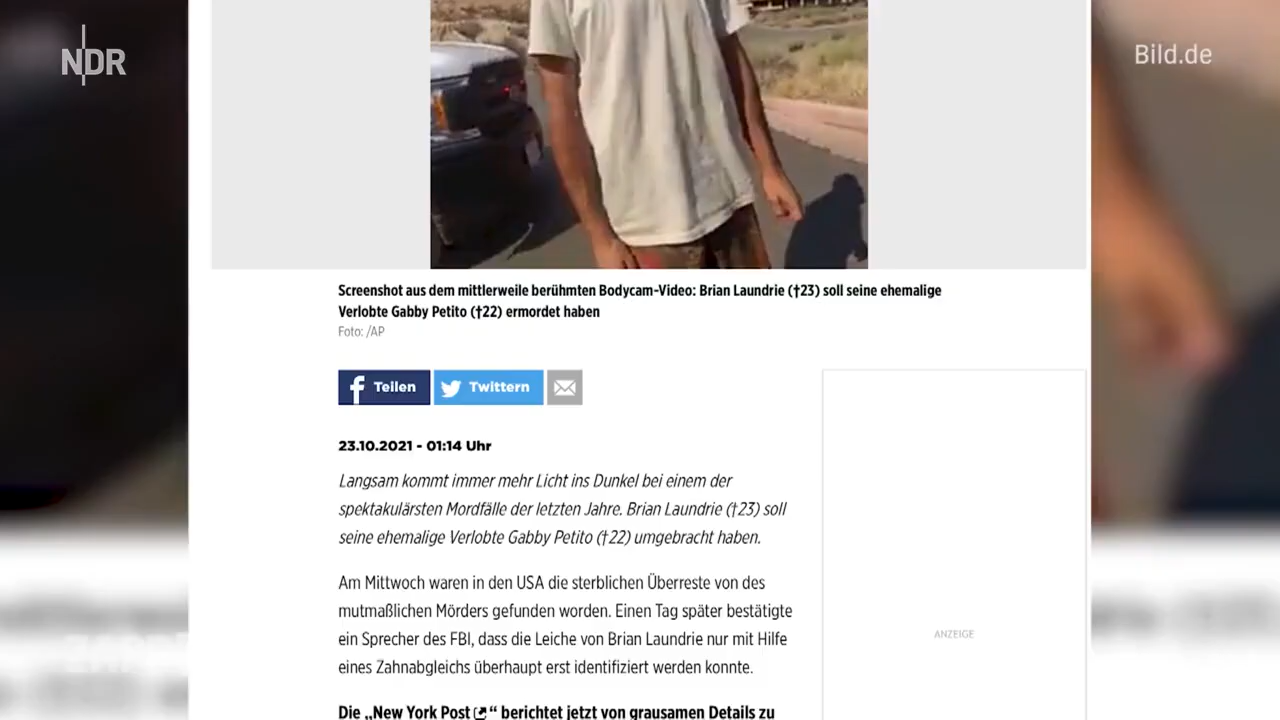 NDR
Bild.de
Screenshot aus dem mittlerweile berühmten Bodycam-Video: Brian Laundrie (†23) soll seine ehemalige
Verlobte Gabby Petito (†22) ermordet haben
Foto: /AP
Teilen
Twittern
23.10.2021 - 01:14 Uhr
Langsam kommt immer mehr Licht ins Dunkel bei einem der
spektakulärsten Mordfälle der letzten Jahre. Brian Laundrie (†23) soll
seine ehemalige Verlobte Gabby Petito (†22) umgebracht haben.
Am Mittwoch waren in den USA die sterblichen Überreste von des
mutmaßlichen Mörders gefunden worden. Einen Tag später bestätigte
ein Sprecher des FBI, dass die Leiche von Brian Laundrie nur mit Hilfe
eines Zahnabgleichs überhaupt erst identifiziert werden konnte.
ANZEIGE
Die „New York Post “ berichtet jetzt von grausamen Details zu